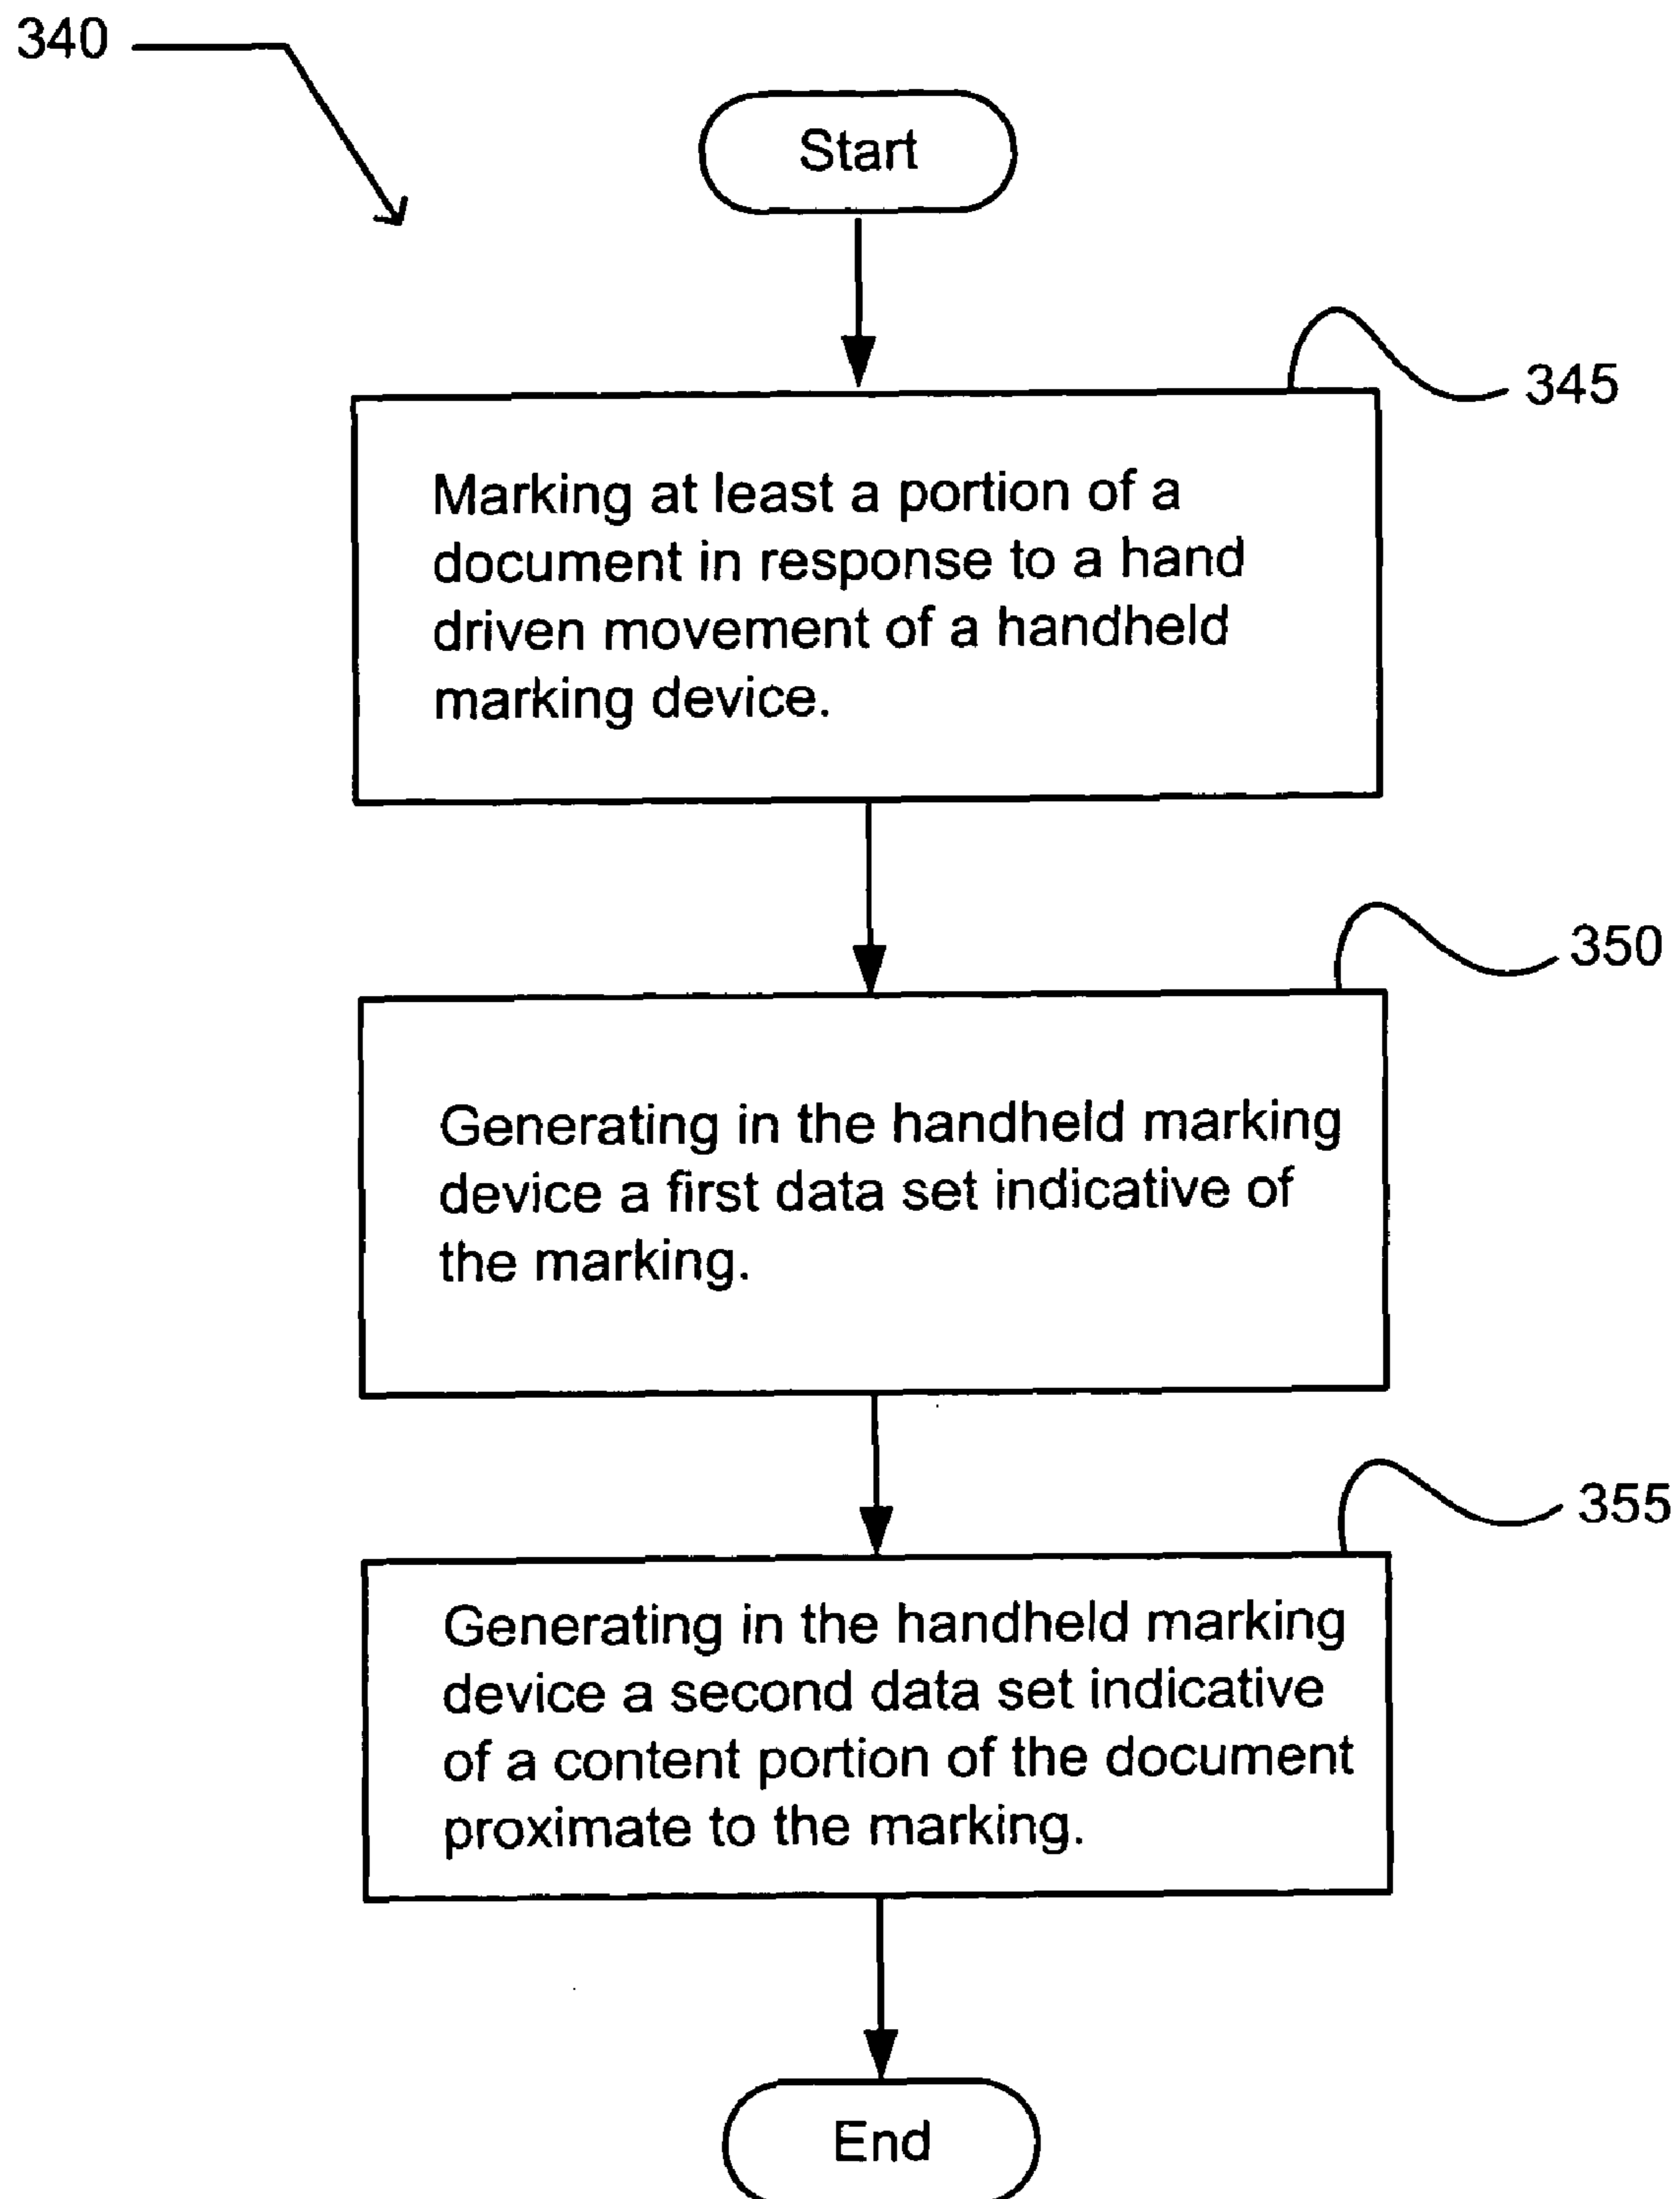 340
Start
345
Marking at least a portion of a
document in response to a hand
driven movement of a handheld
marking device.
350
Generating in the handheld marking
device a first data set indicative of
the marking.
355
Generating in the handheld marking
device a second data set indicative
of a content portion of the document
proximate to the marking.
End